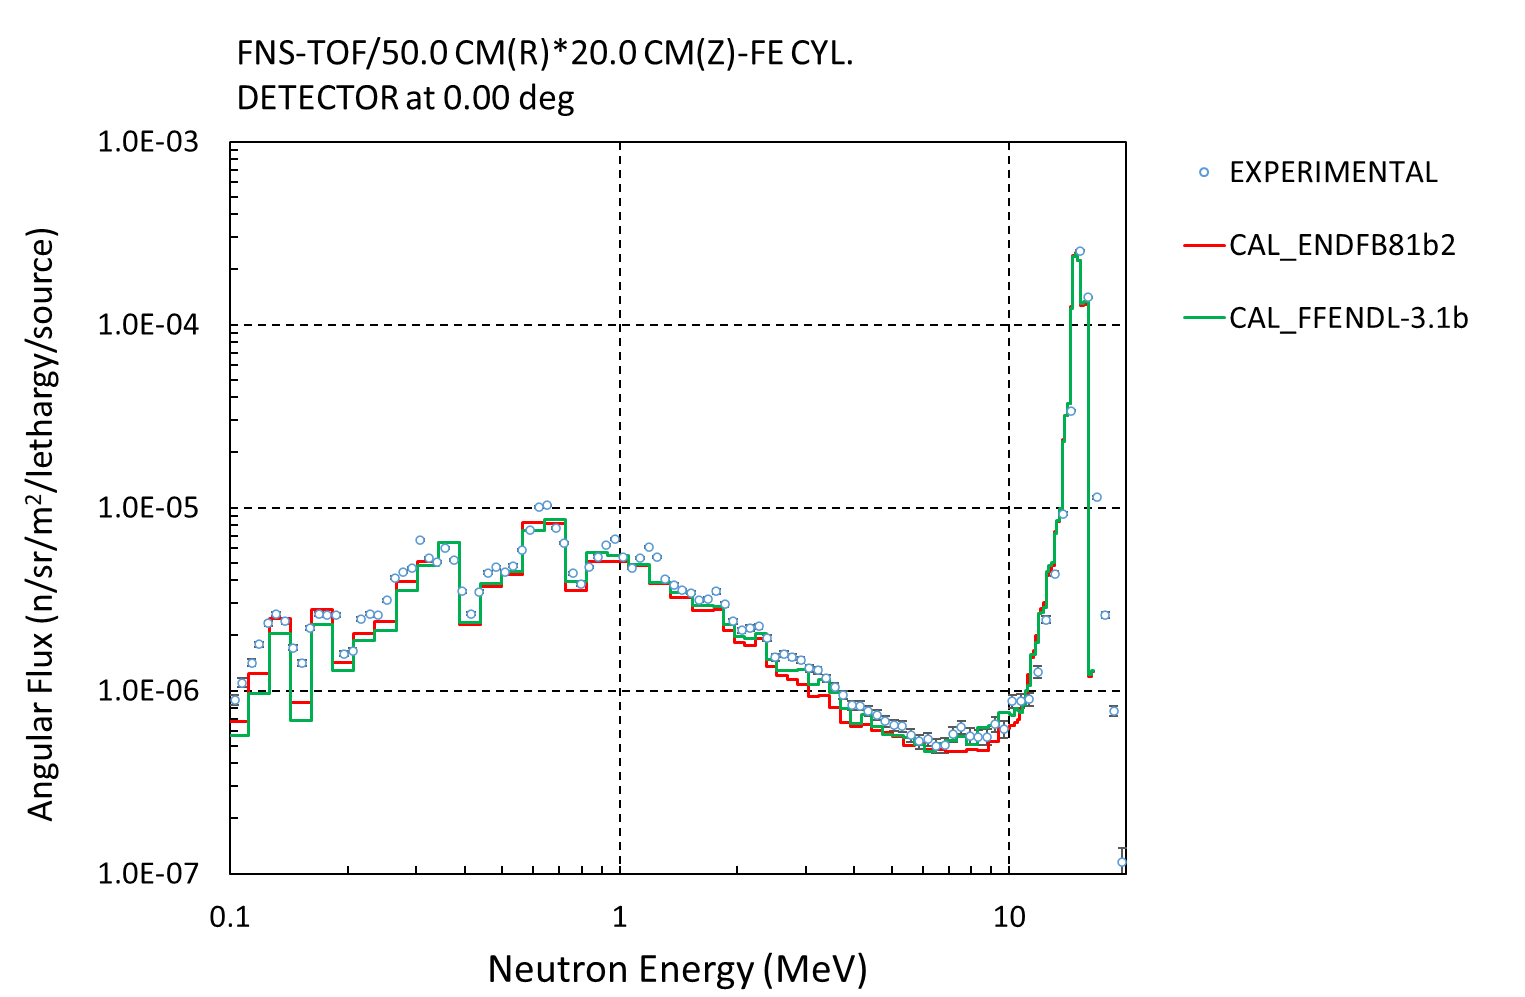 FNS-TOF/50.0 CM(R)*20.0 CM(Z)-FE CYL.
DETECTOR at 0.00 deg
1.0E-03
1.0E-04
1.0E-05
1.0E-06
1.0E-07
Angular Flux (n/sr/m²/lethargy/source)
0.1
1
10
Neutron Energy (MeV)
EXPERIMENTAL
CAL_ENDFB81b2
CAL_FFENDL-3.1b